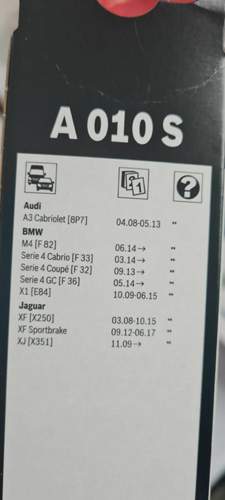 A 010 S
Audi
A3 Cabriolet [8P7] 04.08-05.13 **
BMW
M4 [F 82] 06.14→ **
Serie 4 Cabrio [F 33] 03.14→ **
Serie 4 Coupé [F 32] 09.13→ **
Serie 4 GC [F 36] 05.14→ **
X1 [E84] 10.09-06.15 **
Jaguar
XF [X250] 03.08-10.15 **
XF Sportbrake 09.12-06.17 **
XJ [X351] 11.09→ **